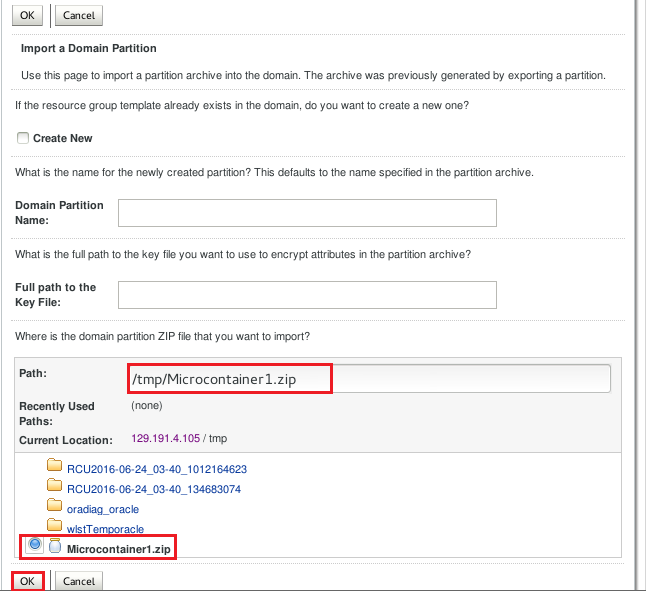 OK Cancel
Import a Domain Partition
Use this page to import a partition archive into the domain. The archive was previously generated by exporting a partition.
If the resource group template already exists in the domain, do you want to create a new one?
Create New
What is the name for the newly created partition? This defaults to the name specified in the partition archive.
Domain Partition
Name:
What is the full path to the key file you want to use to encrypt attributes in the partition archive?
Full path to the
Key File:
Where is the domain partition ZIP file that you want to import?
Path: /tmp/Microcontainer1.zip
Recently Used (none)
Paths:
Current Location: 129.191.4.105 / tmp
RCU2016-06-24_03-40_1012164623
RCU2016-06-24_03-40_134683074
oradiag_oracle
wlstTemporacle
Microcontainer1.zip
OK Cancel